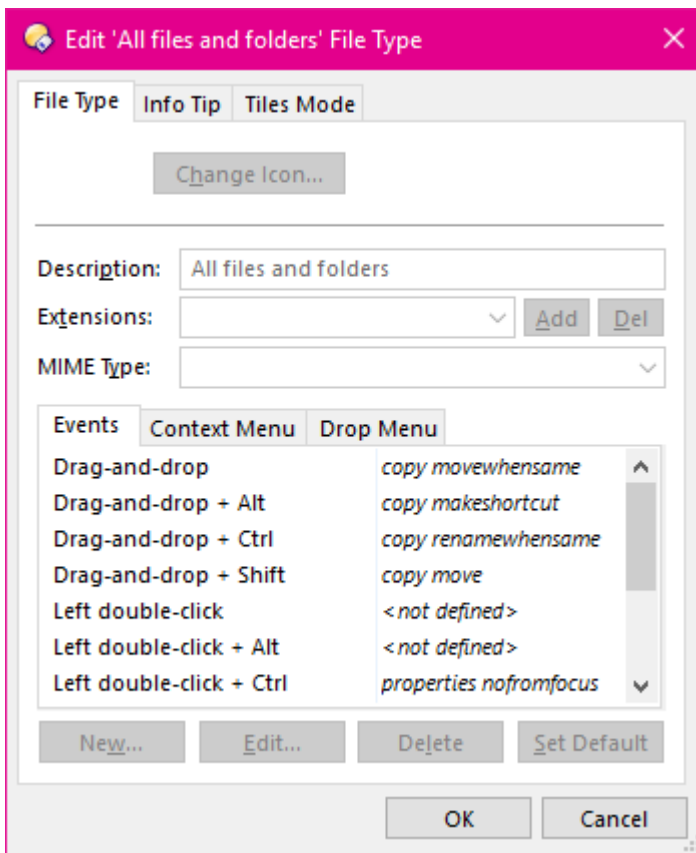 Edit 'All files and folders' File Type
File Type Info Tip Tiles Mode
Change Icon...
Description: All files and folders
Extensions: Add Del
MIME Type:
Events Context Menu Drop Menu
Drag-and-drop copy movewhensame
Drag-and-drop + Alt copy makeshortcut
Drag-and-drop + Ctrl copy renamewhensame
Drag-and-drop + Shift copy move
Left double-click <not defined>
Left double-click + Alt <not defined>
Left double-click + Ctrl properties nofromfocus
New... Edit... Delete Set Default
OK Cancel